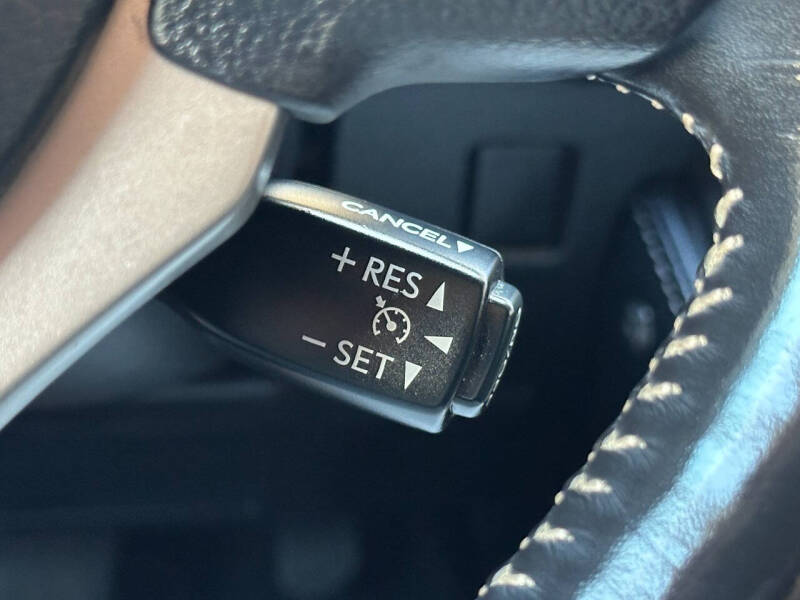 CANCEL▼
+ RES ▲
− SET ▼